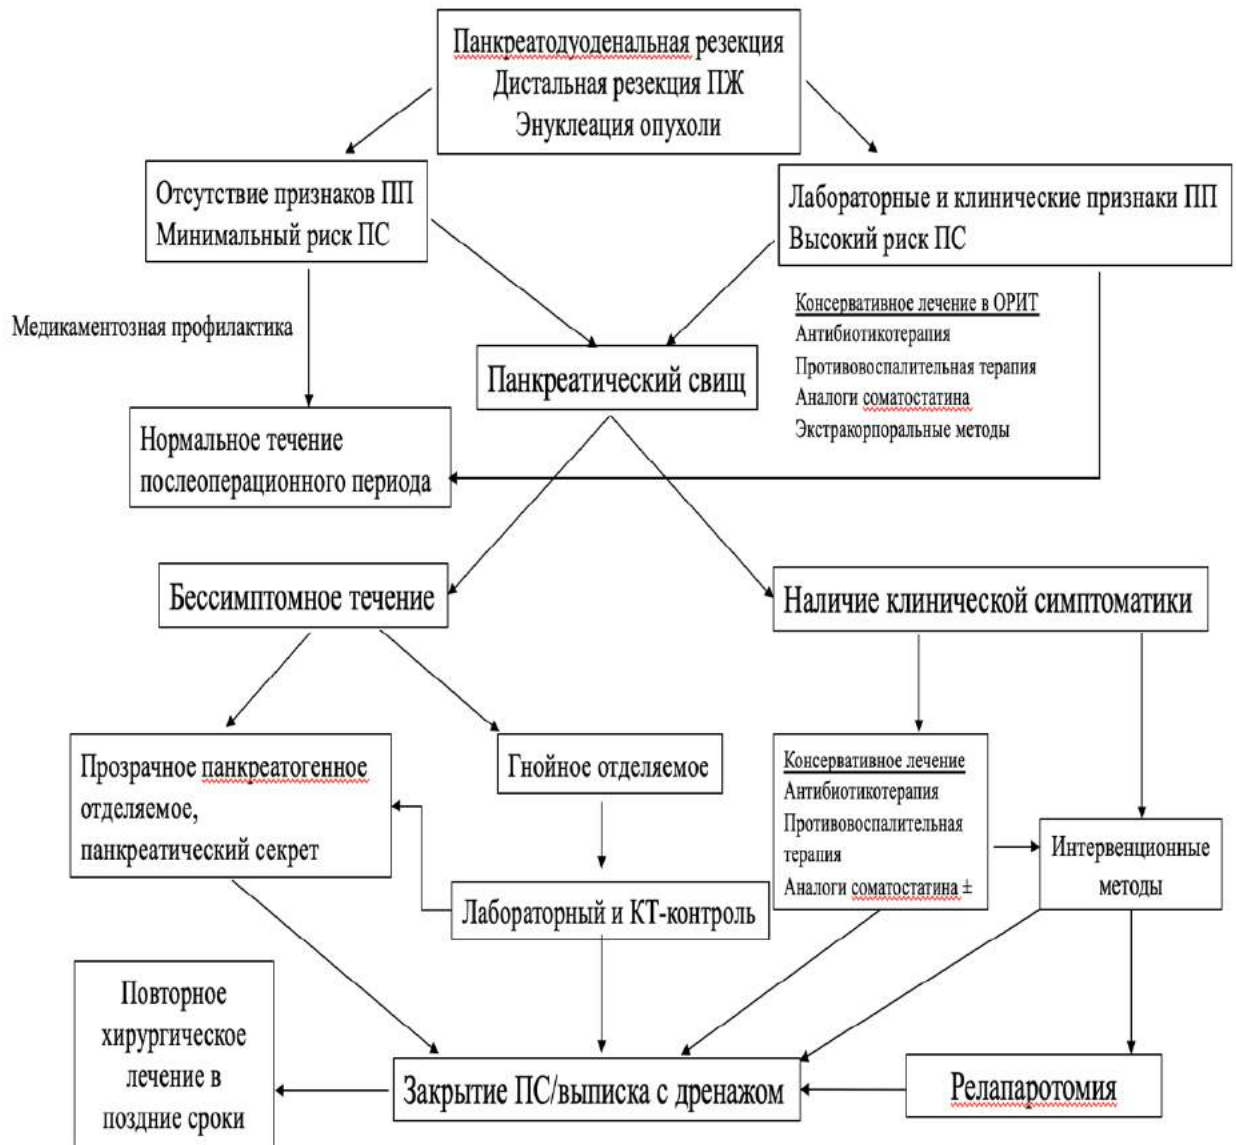 Панкреатодуоденальная резекция
Дистальная резекция ПЖ
Энуклеация опухоли
Отсутствие признаков ПП
Минимальный риск ПС
Лабораторные и клинические признаки ПП
Высокий риск ПС
Медикаментозная профилактика
Консервативное лечение в ОРИТ
Антибиотикотерапия
Противовоспалительная терапия
Аналоги соматостатина
Экстракорпоральные методы
Панкреатический свищ
Нормальное течение
послеоперационного периода
Бессимптомное течение
Наличие клинической симптоматики
Прозрачное панкреатогенное
отделяемое,
панкреатический секрет
Гнойное отделяемое
Консервативное лечение
Антибиотикотерапия
Противовоспалительная
терапия
Аналоги соматостатина ±
Интервенционные
методы
Лабораторный и КТ-контроль
Повторное
хирургическое
лечение в
поздние сроки
Закрытие ПС/выписка с дренажом
Релапаротомия